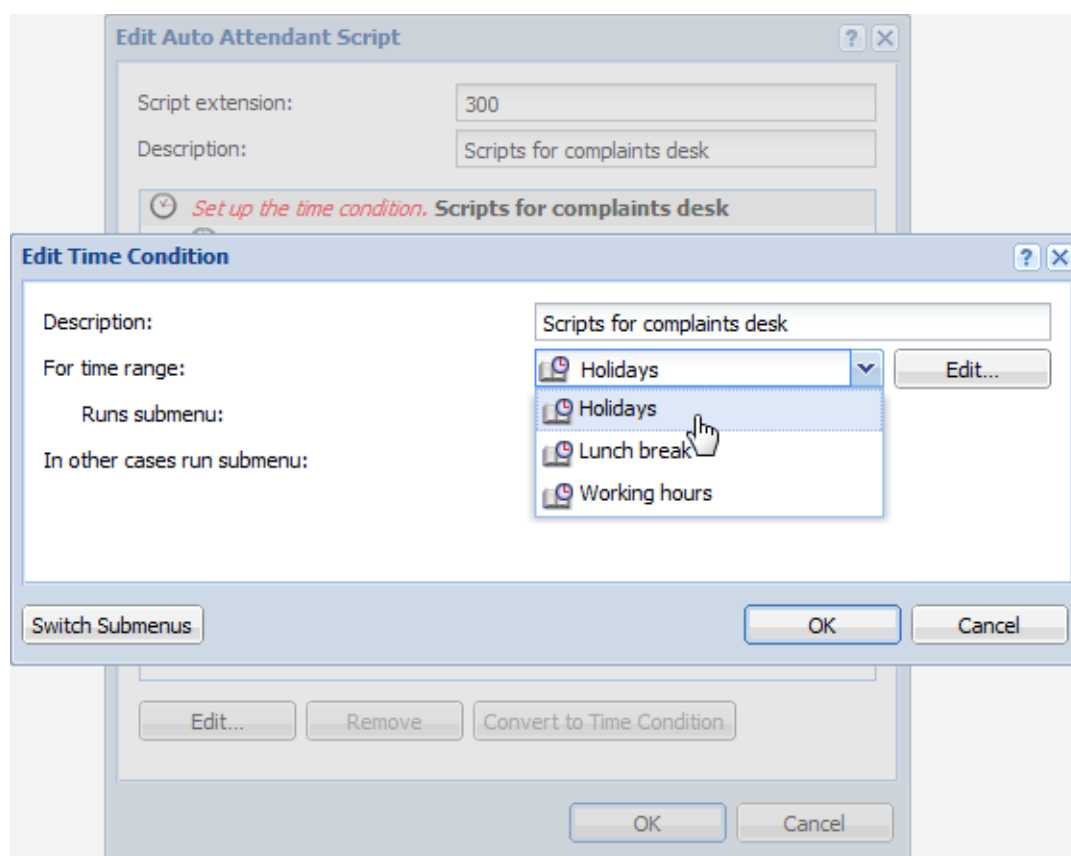 Edit Auto Attendant Script
Script extension: 300
Description: Scripts for complaints desk
Set up the time condition. Scripts for complaints desk
Edit Time Condition
Description: Scripts for complaints desk
For time range: Holidays Edit...
Runs submenu: Holidays
Lunch break
In other cases run submenu:
Working hours
Switch Submenus OK Cancel
Edit... Remove Convert to Time Condition
OK Cancel